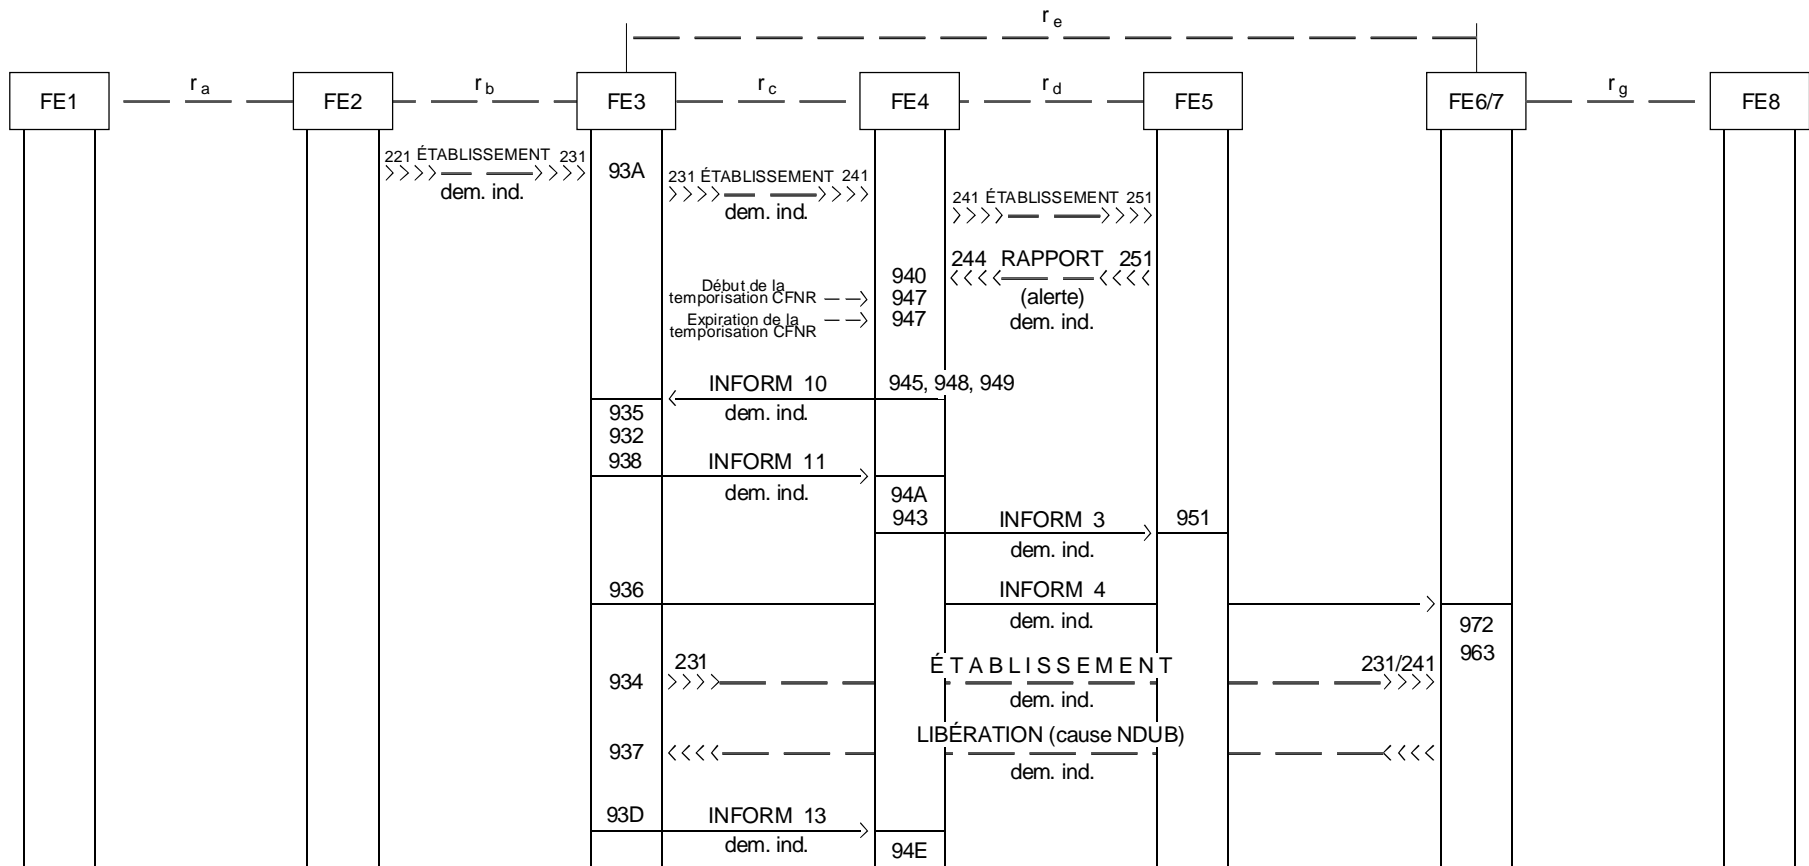 r e
FE1 r a FE2 r b FE3 r c FE4 r d FE5 FE6/7 r g FE8
221 ÉTABLISSEMENT 231
dem. ind.
93A
231 ÉTABLISSEMENT 241
dem. ind.
241 ÉTABLISSEMENT 251
dem. ind.
244 RAPPORT 251
(alerte)
dem. ind.
940
Début de la
temporisation CFNR
947
Expiration de la
temporisation CFNR
947
INFORM 10
dem. ind.
945, 948, 949
935
932
938
INFORM 11
dem. ind.
94A
943
INFORM 3
dem. ind.
951
936
INFORM 4
dem. ind.
972
963
934
231
ÉTABLISSEMENT
231/241
dem. ind.
937
LIBÉRATION (cause NDUB)
dem. ind.
93D
INFORM 13
dem. ind.
94E